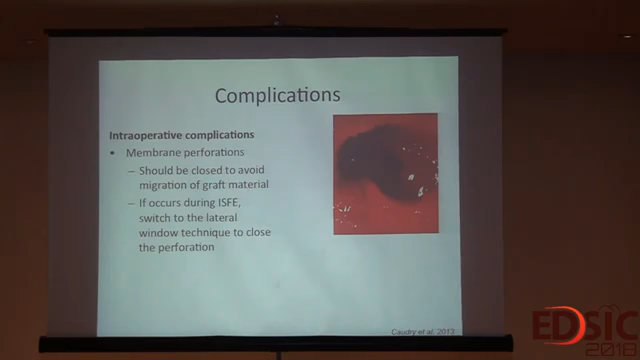 Complications
Intraoperative complications
• Membrane perforations
– Should be closed to avoid
migration of graft material
– If occurs during ISFE,
switch to the lateral
window technique to close
the perforation
Caudry et al. 2013
EDSIC
2018